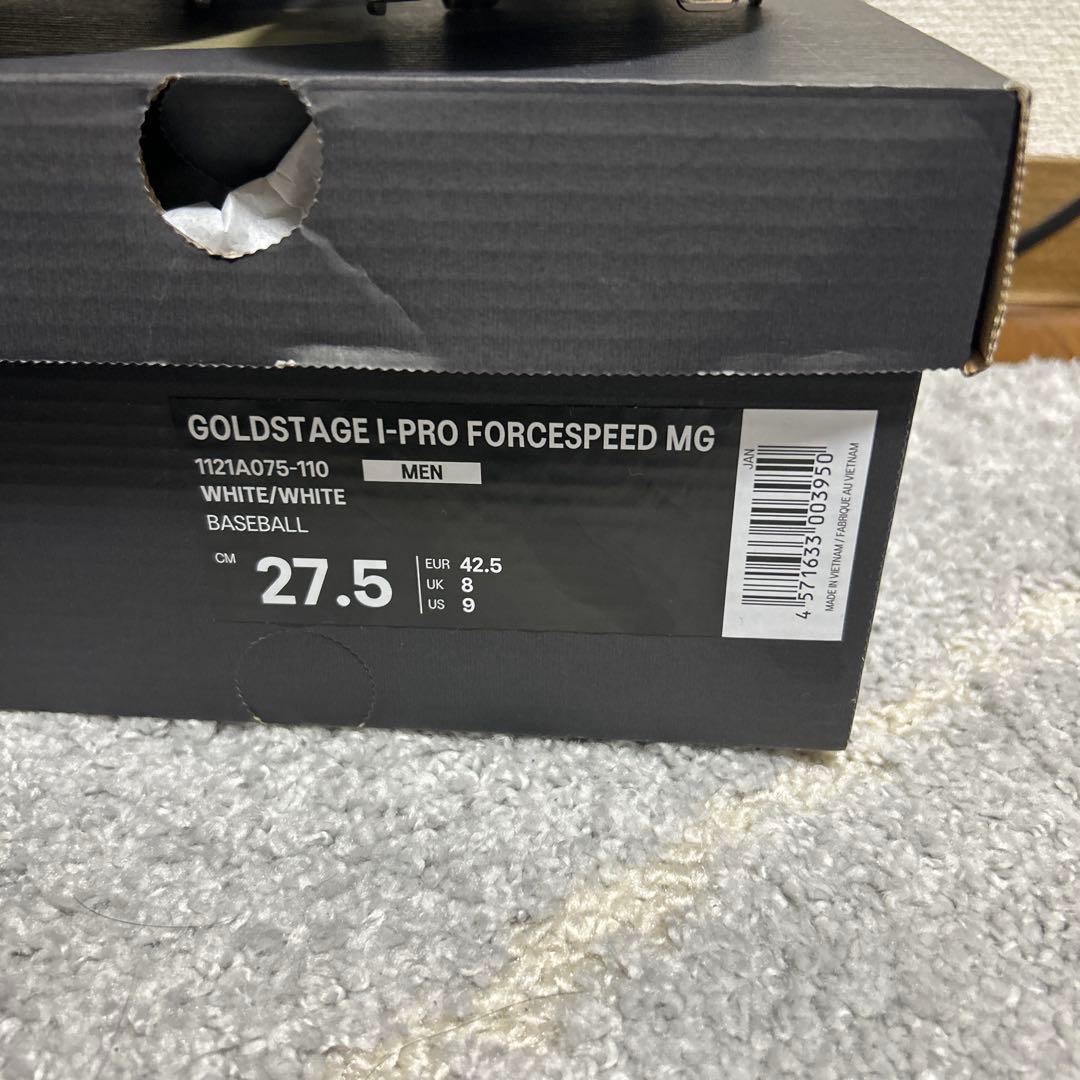 GOLDSTAGE I-PRO FORCESPEED MG
1121A075-110 MEN
WHITE/WHITE
BASEBALL
CM 27.5
EUR 42.5
UK 8
US 9
JAN
4 571633 003950
MADE IN VIETNAM / FABRIQUE AU VIETNAM